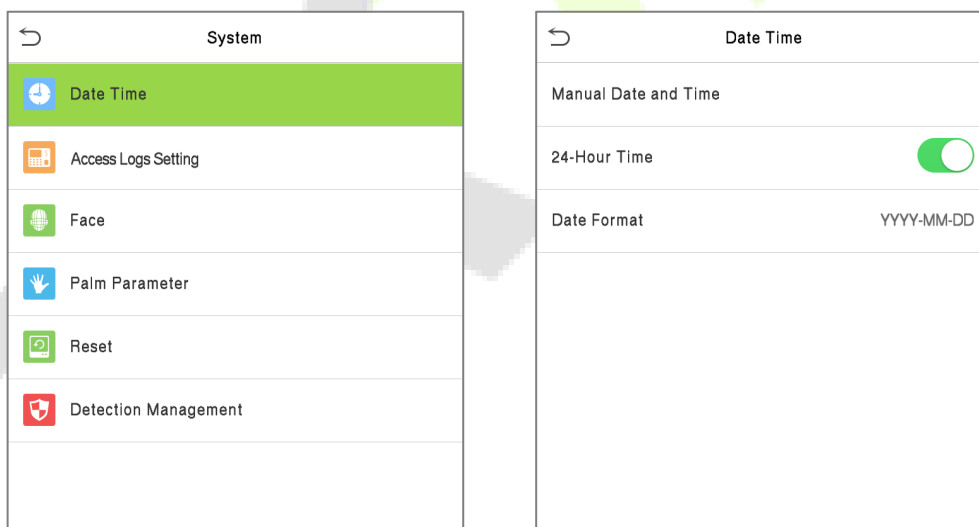 System
Date Time
Access Logs Setting
Face
Palm Parameter
Reset
Detection Management
Date Time
Manual Date and Time
24-Hour Time
Date Format YYYY-MM-DD